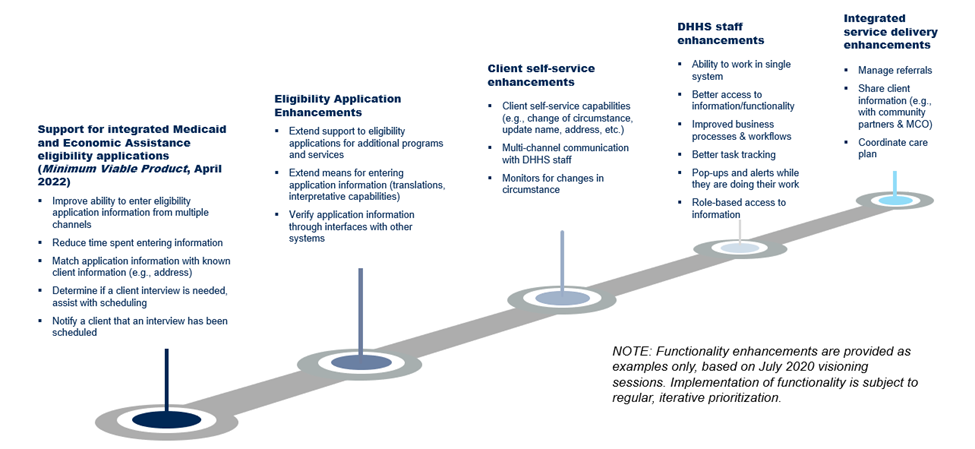 Support for integrated Medicaid
and Economic Assistance
eligibility applications
(Minimum Viable Product, April
2022)
▪ Improve ability to enter eligibility
application information from multiple
channels
▪ Reduce time spent entering information
▪ Match application information with known
client information (e.g., address)
▪ Determine if a client interview is needed,
assist with scheduling
▪ Notify a client that an interview has been
scheduled
Eligibility Application
Enhancements
▪ Extend support to eligibility
applications for additional programs
and services
▪ Extend means for entering
application information (translations,
interpretative capabilities)
▪ Verify application information
through interfaces with other
systems
Client self-service
enhancements
▪ Client self-service capabilities
(e.g., change of circumstance,
update name, address, etc.)
▪ Multi-channel communication
with DHHS staff
▪ Monitors for changes in
circumstance
DHHS staff
enhancements
▪ Ability to work in single
system
▪ Better access to
information/functionality
▪ Improved business
processes & workflows
▪ Better task tracking
▪ Pop-ups and alerts while
they are doing their work
▪ Role-based access to
information
Integrated
service delivery
enhancements
▪ Manage referrals
▪ Share client
information (e.g.,
with community
partners & MCO)
▪ Coordinate care
plan
NOTE: Functionality enhancements are provided as
examples only, based on July 2020 visioning
sessions. Implementation of functionality is subject to
regular, iterative prioritization.